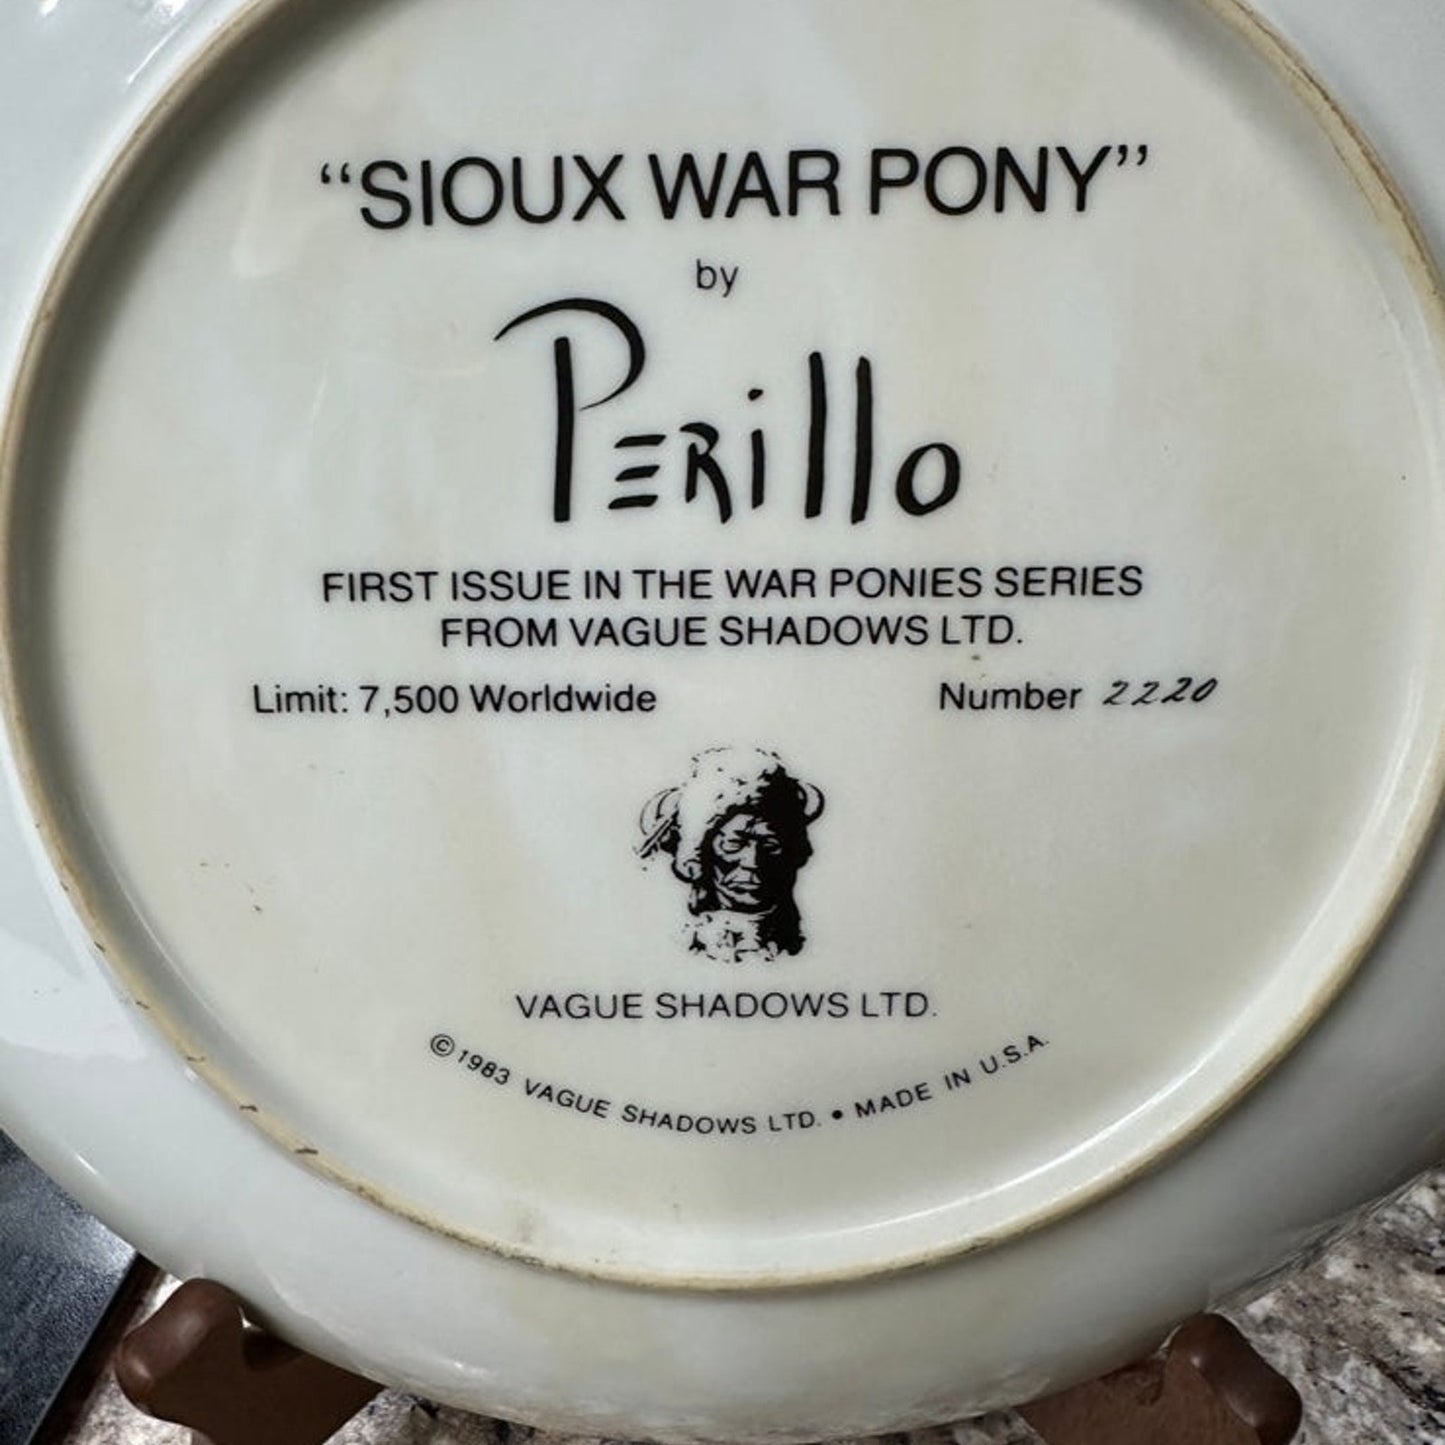 “SIOUX WAR PONY”
by
PERillo
FIRST ISSUE IN THE WAR PONIES SERIES
FROM VAGUE SHADOWS LTD.
Limit: 7,500 Worldwide Number 2220
VAGUE SHADOWS LTD.
© 1983 VAGUE SHADOWS LTD. • MADE IN U.S.A.